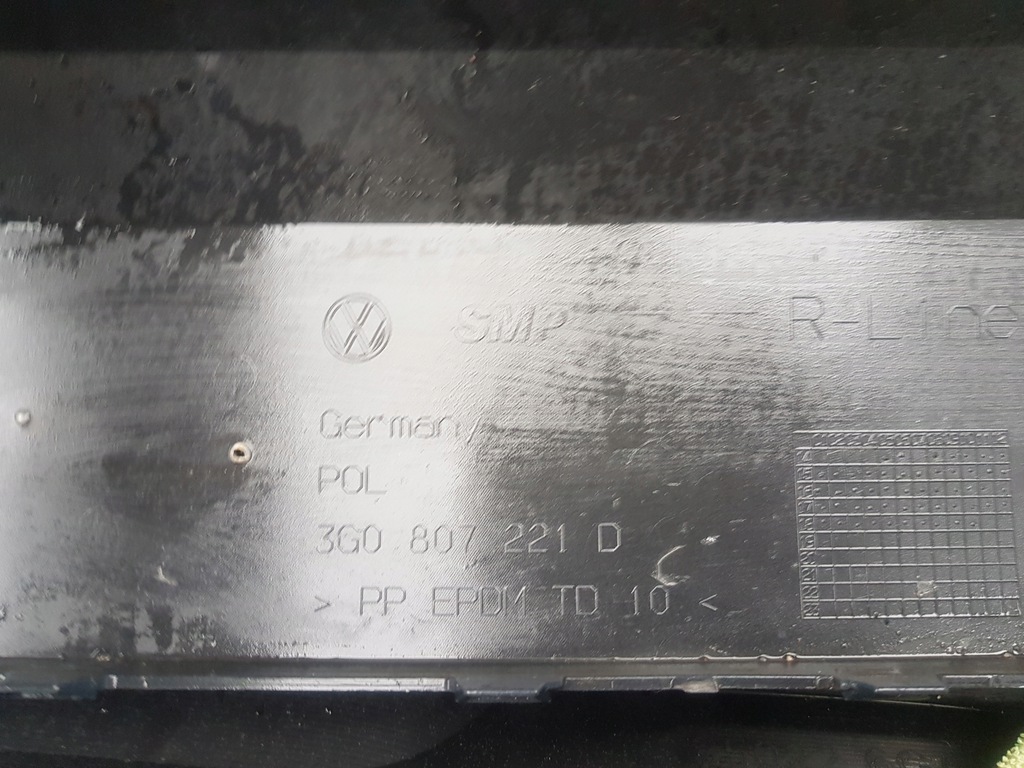 SMP R-Line
Germany
POL
3G0 807 221 D
> PP EPDM TD 10 <